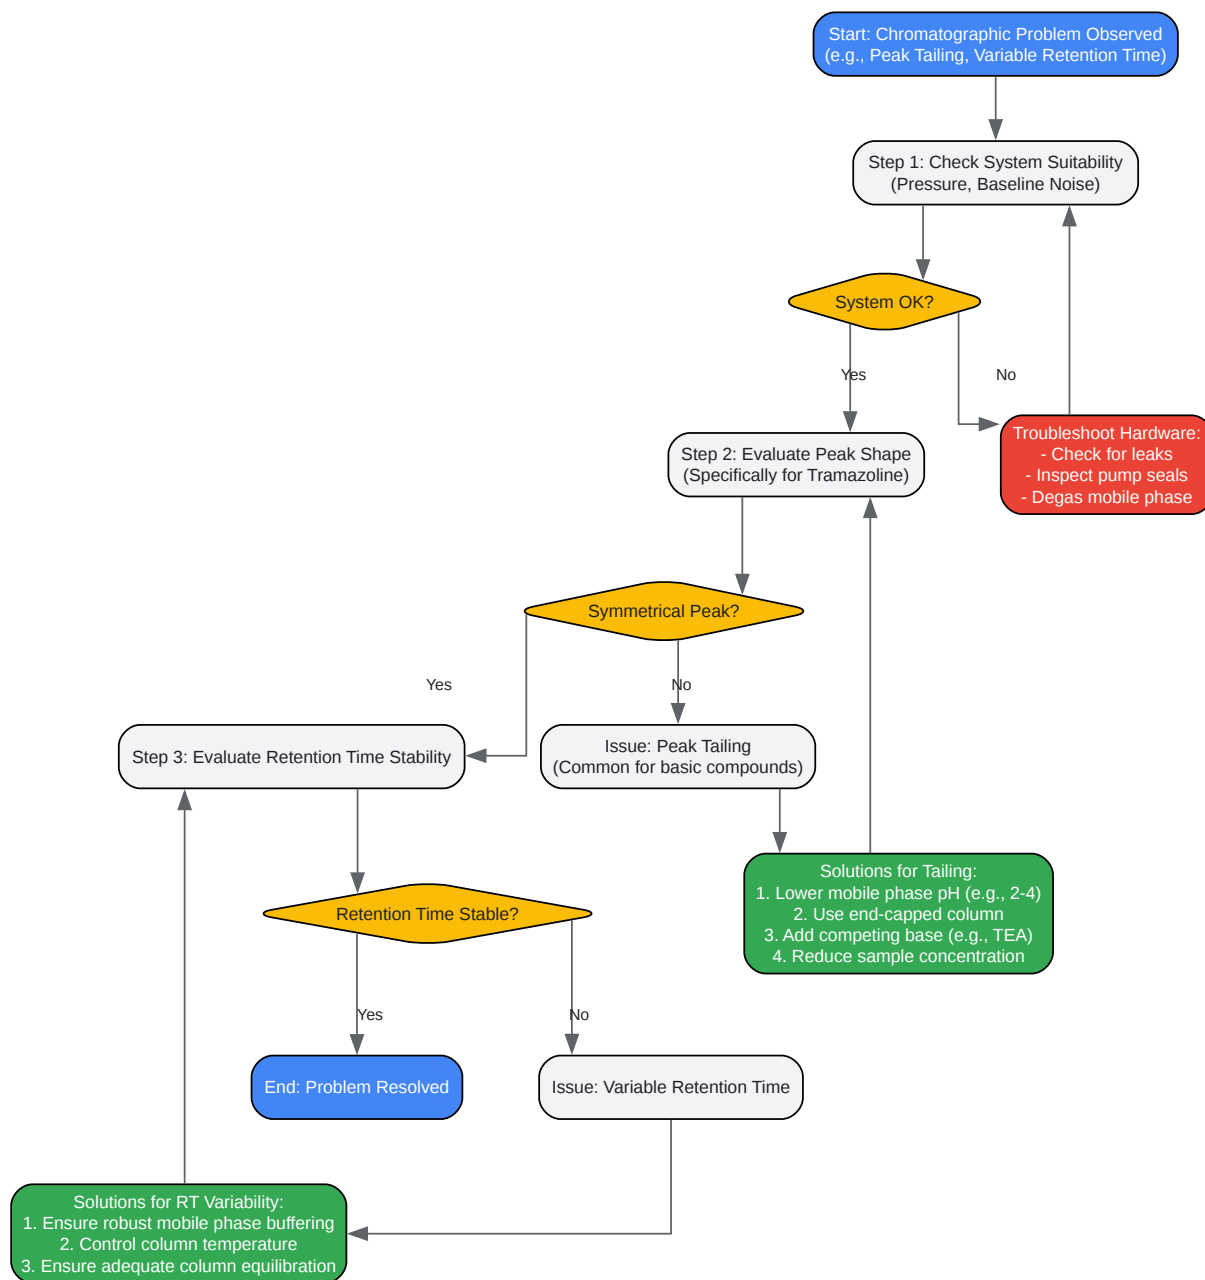 Start: Chromatographic Problem Observed
(e.g., Peak Tailing, Variable Retention Time)
Step 1: Check System Suitability
(Pressure, Baseline Noise)
System OK?
Yes
No
Troubleshoot Hardware:
- Check for leaks
- Inspect pump seals
- Degas mobile phase
Step 2: Evaluate Peak Shape
(Specifically for Tramazoline)
Symmetrical Peak?
Yes
No
Step 3: Evaluate Retention Time Stability
Issue: Peak Tailing
(Common for basic compounds)
Solutions for Tailing:
1. Lower mobile phase pH (e.g., 2-4)
2. Use end-capped column
3. Add competing base (e.g., TEA)
4. Reduce sample concentration
Retention Time Stable?
Yes
No
End: Problem Resolved
Issue: Variable Retention Time
Solutions for RT Variability:
1. Ensure robust mobile phase buffering
2. Control column temperature
3. Ensure adequate column equilibration